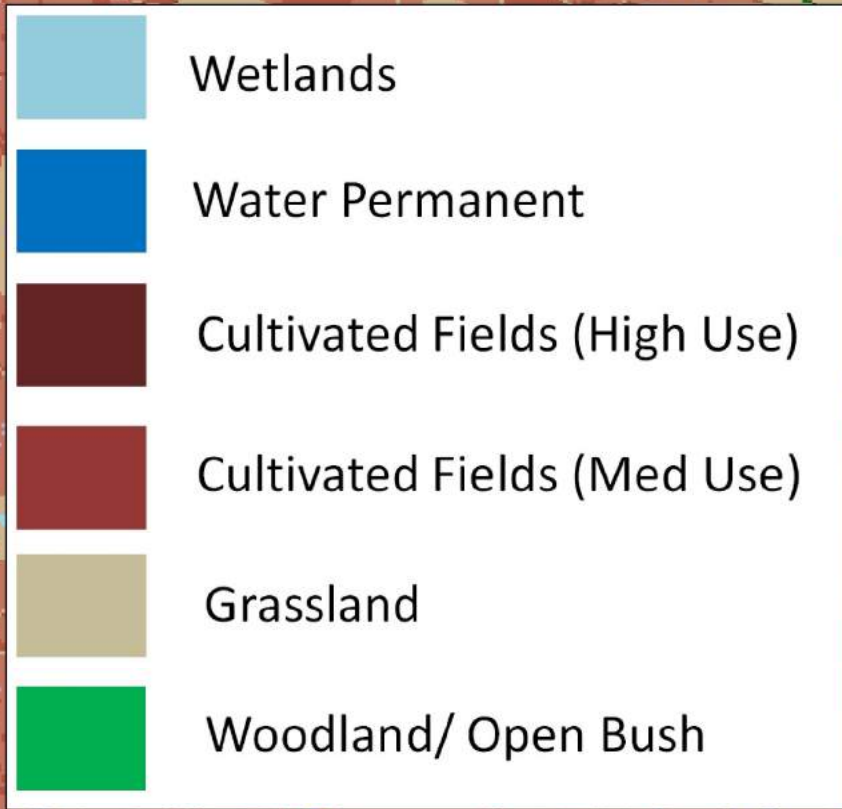 Wetlands
Water Permanent
Cultivated Fields (High Use)
Cultivated Fields (Med Use)
Grassland
Woodland/ Open Bush